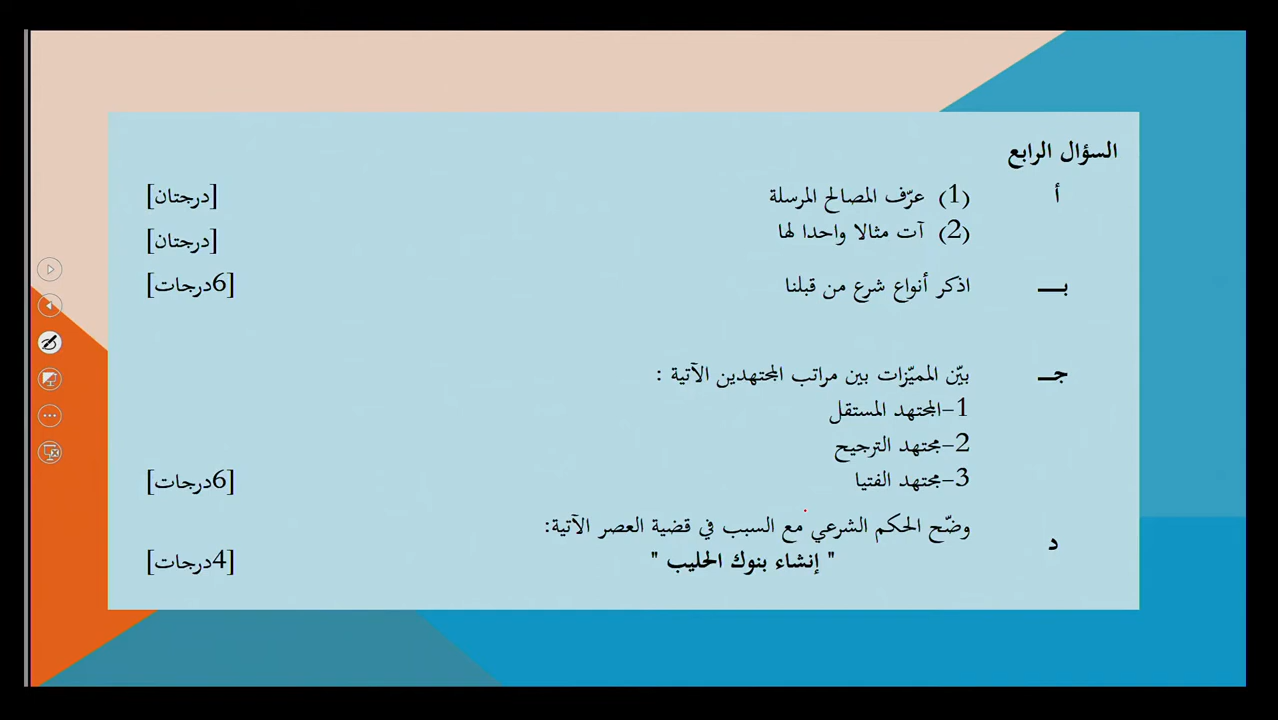 السؤال الرابع
أ (1) عرّف المصالح المرسلة [درجتان]
(2) آت مثالا واحدا لها [درجتان]
بـــ اذكر أنواع شرع من قبلنا [6درجات]
جــ بيّن المميّزات بين مراتب المجتهدين الآتية :
1-المجتهد المستقل
2-مجتهد الترجيح
3-مجتهد الفتيا [6درجات]
د وضّح الحكم الشرعي مع السبب في قضية العصر الآتية:
" إنشاء بنوك الحليب " [4درجات]